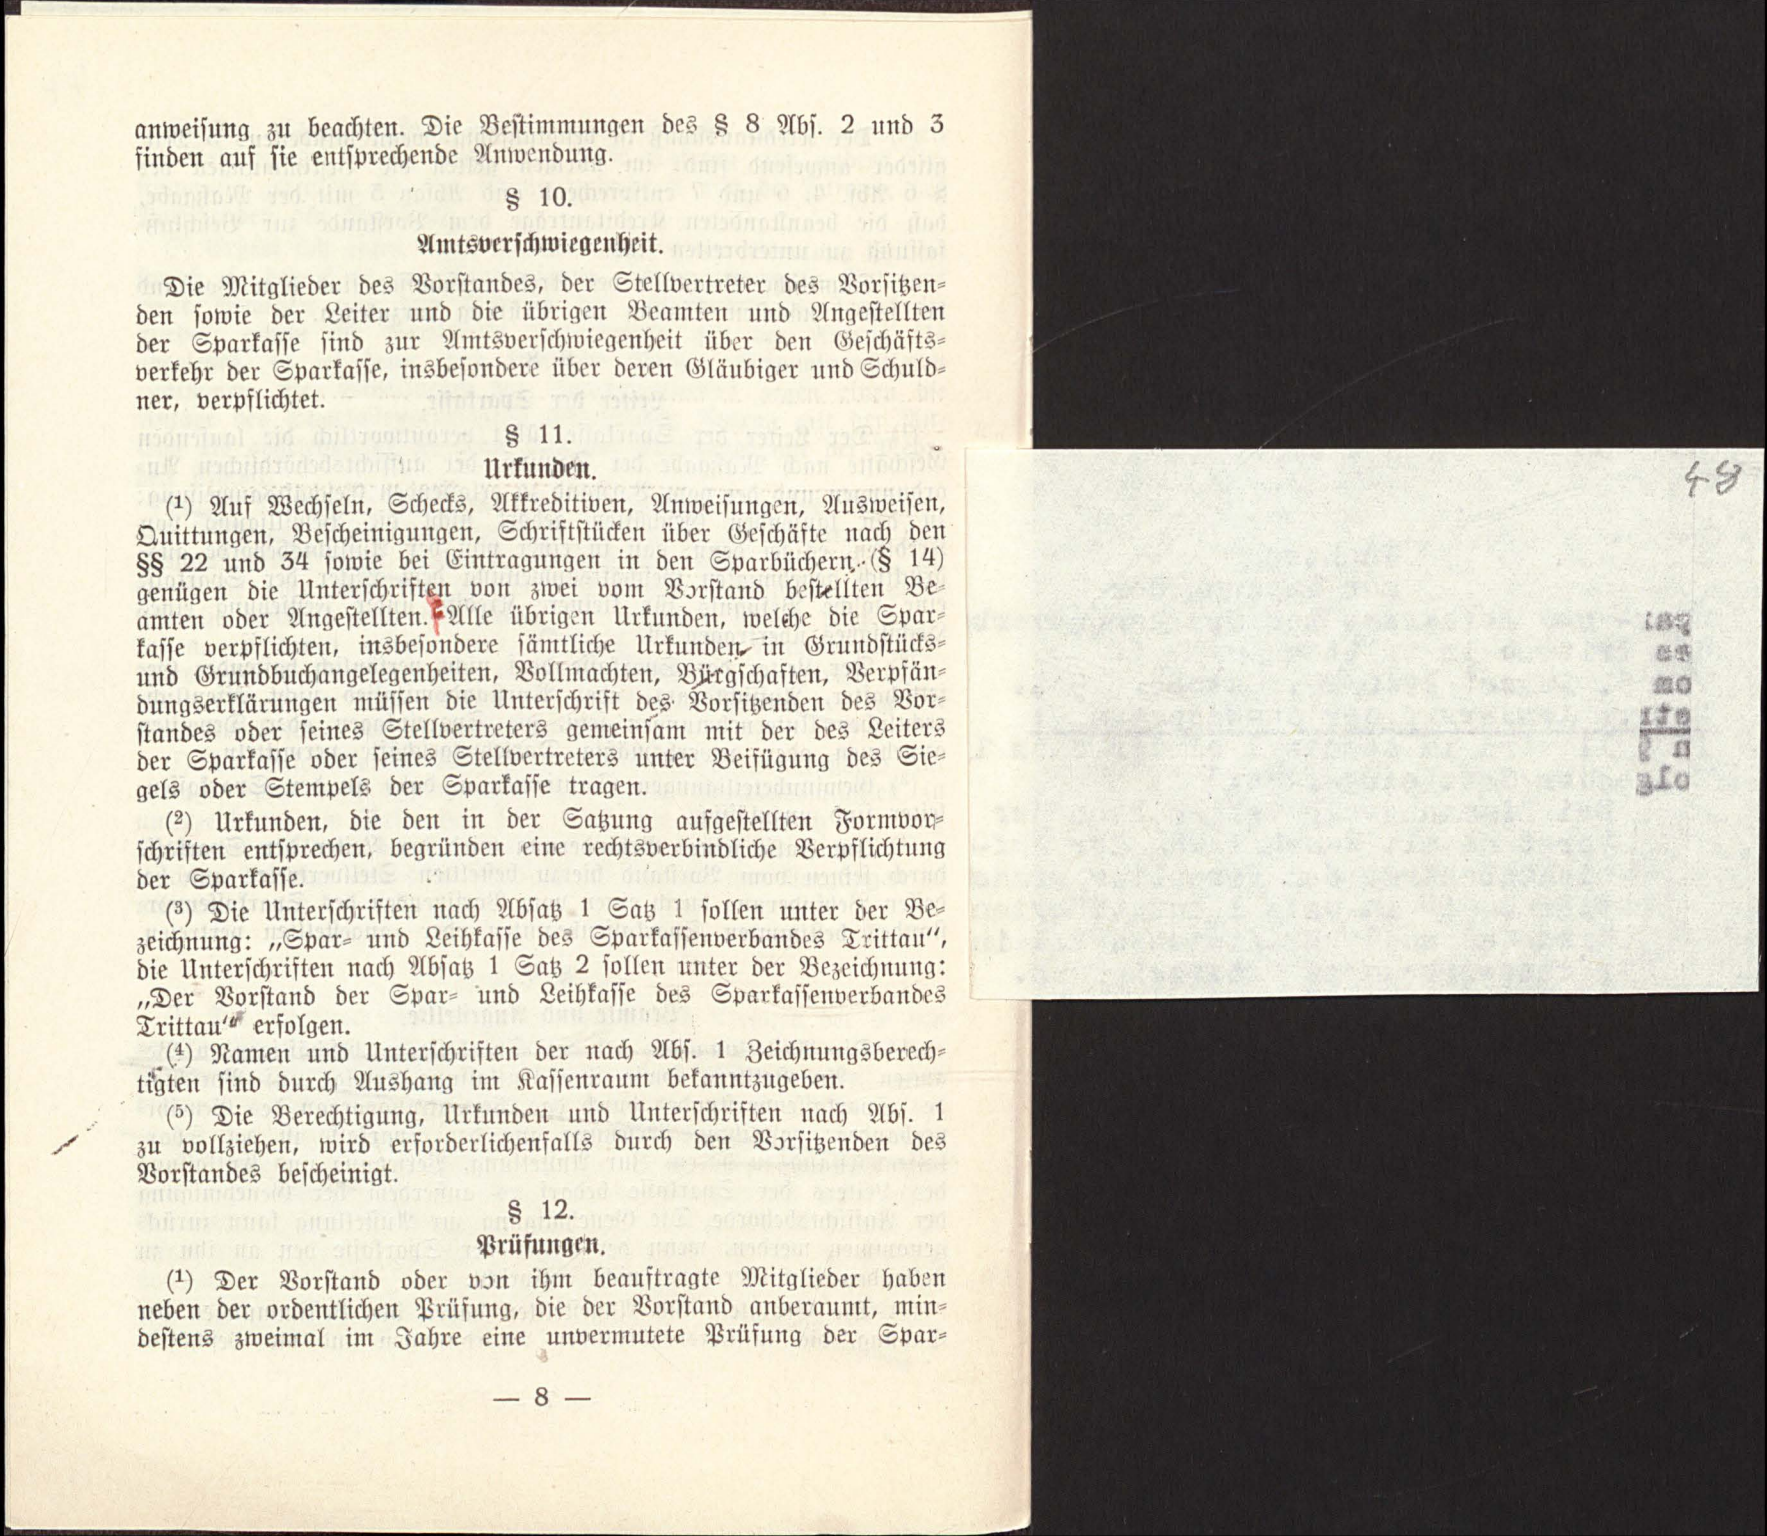 anweisung zu beachten. Die Bestimmungen des § 8 Abs. 2 und 3
finden auf sie entsprechende Anwendung.
§ 10.
Amtsverschwiegenheit.
Die Mitglieder des Vorstandes, der Stellvertreter des Vorsitzen-
den sowie der Leiter und die übrigen Beamten und Angestellten
der Sparkasse sind zur Amtsverschwiegenheit über den Geschäfts-
verkehr der Sparkasse, insbesondere über deren Gläubiger und Schuld-
ner, verpflichtet.
§ 11.
Urkunden.
(1) Auf Wechseln, Schecks, Akkreditiven, Anweisungen, Ausweisen,
Quittungen, Bescheinigungen, Schriftstücken über Geschäfte nach den
§§ 22 und 34 sowie bei Eintragungen in den Sparbüchern (§ 14)
genügen die Unterschriften von zwei vom Vorstand bestellten Be-
amten oder Angestellten. Alle übrigen Urkunden, welche die Spar-
kasse verpflichten, insbesondere sämtliche Urkunden in Grundstücks-
und Grundbuchangelegenheiten, Vollmachten, Bürgschaften, Verpfän-
dungserklärungen müssen die Unterschrift des Vorsitzenden des Vor-
standes oder seines Stellvertreters gemeinsam mit der des Leiters
der Sparkasse oder seines Stellvertreters unter Beifügung des Sie-
gels oder Stempels der Sparkasse tragen.
(2) Urkunden, die den in der Satzung aufgestellten Formvor-
schriften entsprechen, begründen eine rechtsverbindliche Verpflichtung
der Sparkasse.
(3) Die Unterschriften nach Absatz 1 Satz 1 sollen unter der Be-
zeichnung: „Spar- und Leihkasse des Sparkassenverbandes Trittau“,
die Unterschriften nach Absatz 1 Satz 2 sollen unter der Bezeichnung:
„Der Vorstand der Spar- und Leihkasse des Sparkassenverbandes
Trittau“ erfolgen.
(4) Namen und Unterschriften der nach Abs. 1 Zeichnungsberech-
tigten sind durch Aushang im Kassenraum bekanntzugeben.
(5) Die Berechtigung, Urkunden und Unterschriften nach Abs. 1
zu vollziehen, wird erforderlichenfalls durch den Vorsitzenden des
Vorstandes bescheinigt.
§ 12.
Prüfungen.
(1) Der Vorstand oder von ihm beauftragte Mitglieder haben
neben der ordentlichen Prüfung, die der Vorstand anberaumt, min-
destens zweimal im Jahre eine unvermutete Prüfung der Spar-
— 8 —
48